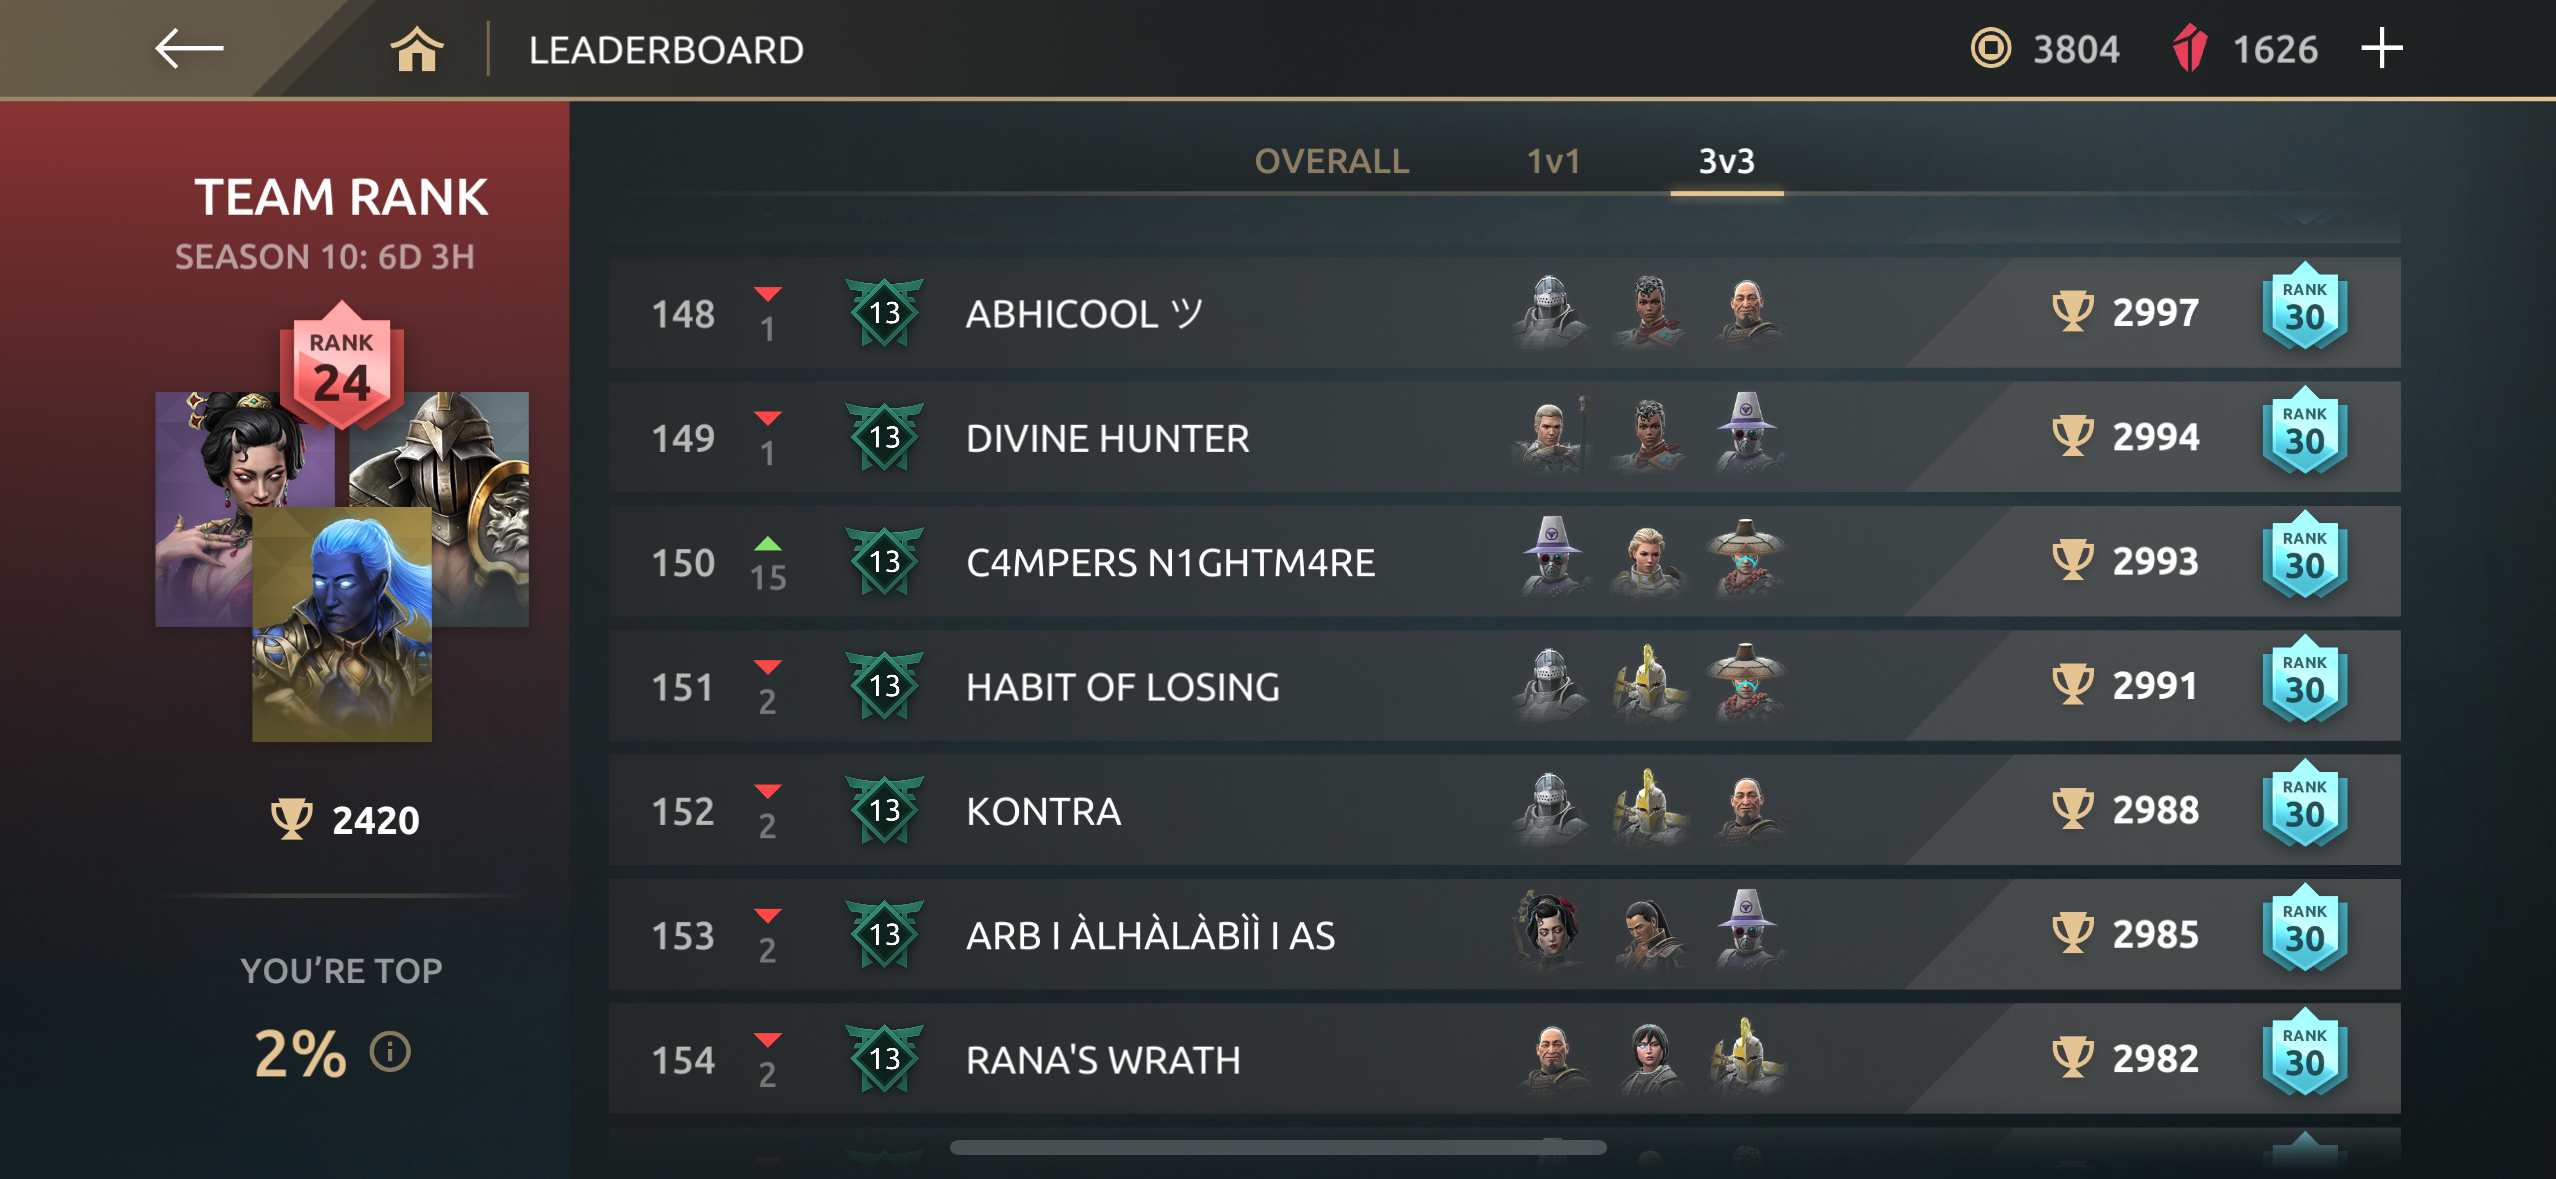 LEADERBOARD
3804
1626
TEAM RANK
SEASON 10: 6D 3H
RANK
24
2420
YOU'RE TOP
2%
OVERALL 1v1 3v3
148 1 13 ABHICOOL ツ 2997 RANK 30
149 1 13 DIVINE HUNTER 2994 RANK 30
150 15 13 C4MPERS N1GHTM4RE 2993 RANK 30
151 2 13 HABIT OF LOSING 2991 RANK 30
152 2 13 KONTRA 2988 RANK 30
153 2 13 ARB I ÀLHÀLÀBÌÌ I AS 2985 RANK 30
154 2 13 RANA'S WRATH 2982 RANK 30